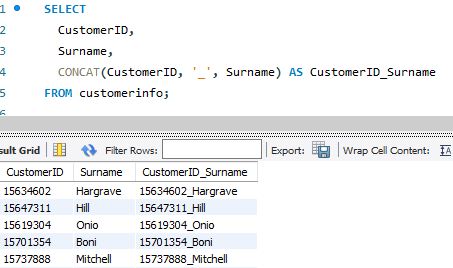 1 SELECT
2 CustomerID,
3 Surname,
4 CONCAT(CustomerID, '_', Surname) AS CustomerID_Surname
5 FROM customerinfo;
sult Grid Filter Rows: Export: Wrap Cell Content:
CustomerID Surname CustomerID_Surname
15634602 Hargrave 15634602_Hargrave
15647311 Hill 15647311_Hill
15619304 Onio 15619304_Onio
15701354 Boni 15701354_Boni
15737888 Mitchell 15737888_Mitchell